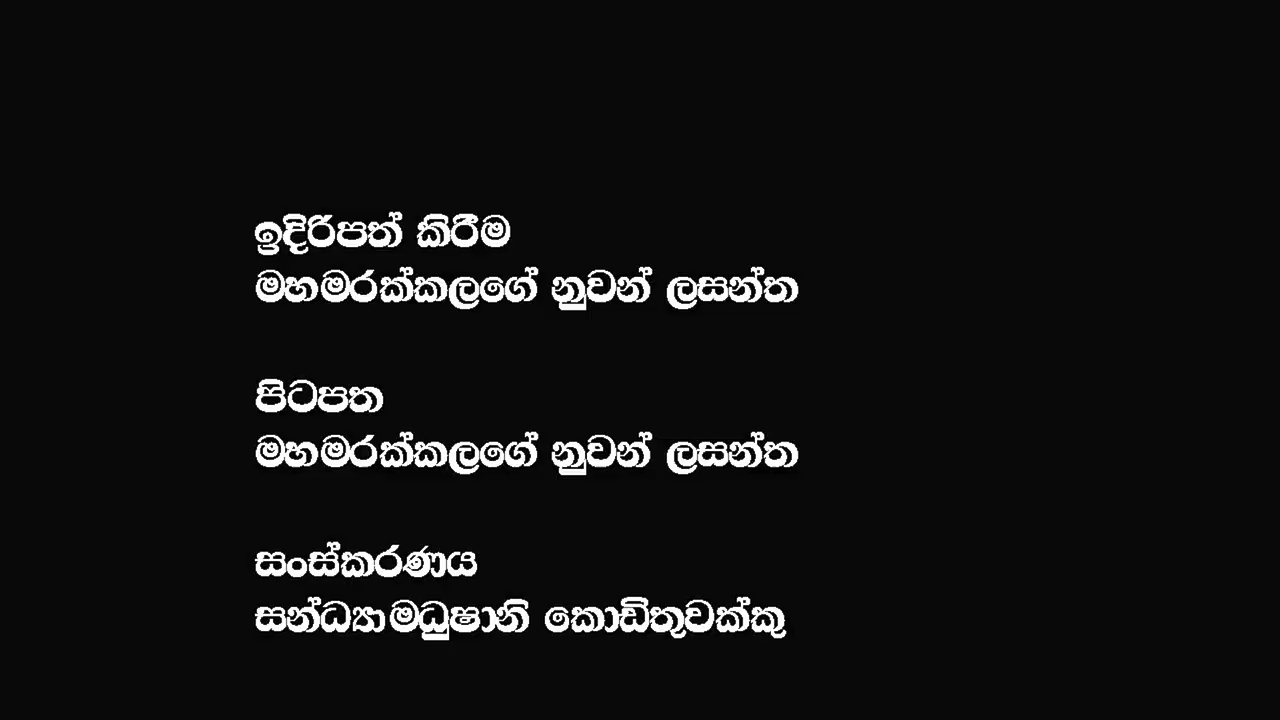 ඉදිරිපත් කිරීම
මහමරක්කලගේ නුවන් ලසන්ත
පිටපත
මහමරක්කලගේ නුවන් ලසන්ත
සංස්කරණය
සන්ධ්‍යාමධුෂානි කොඩිතුවක්කු